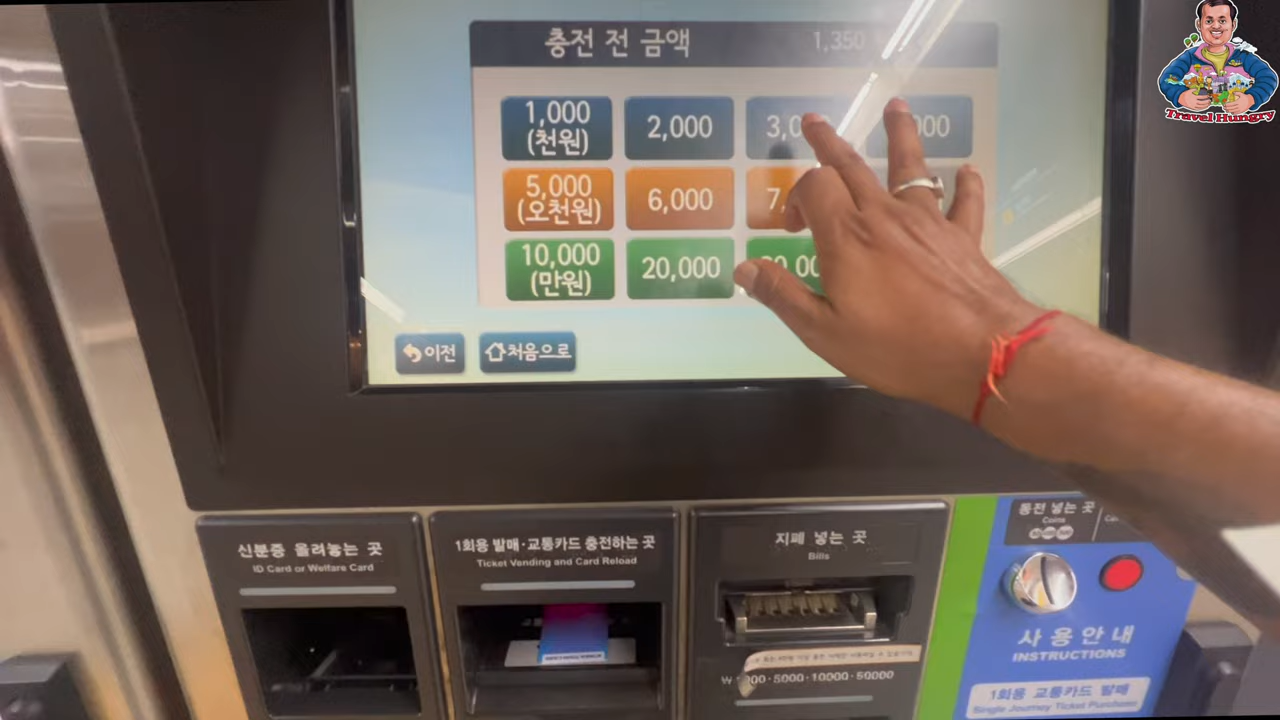 충전 전 금액 1,350
Travel Hungry
1,000
(천원)
2,000
5,000
(오천원)
6,000
10,000
(만원)
20,000
이전
처음으로
신분증 올려놓는 곳
ID Card or Welfare Card
1회용 발매·교통카드 충전하는 곳
Ticket Vending and Card Reload
지폐 넣는 곳
Bills
동전 넣는 곳
Coins
사용안내
INSTRUCTIONS
1회용 교통카드 발매
Single Journey Ticket Purchase